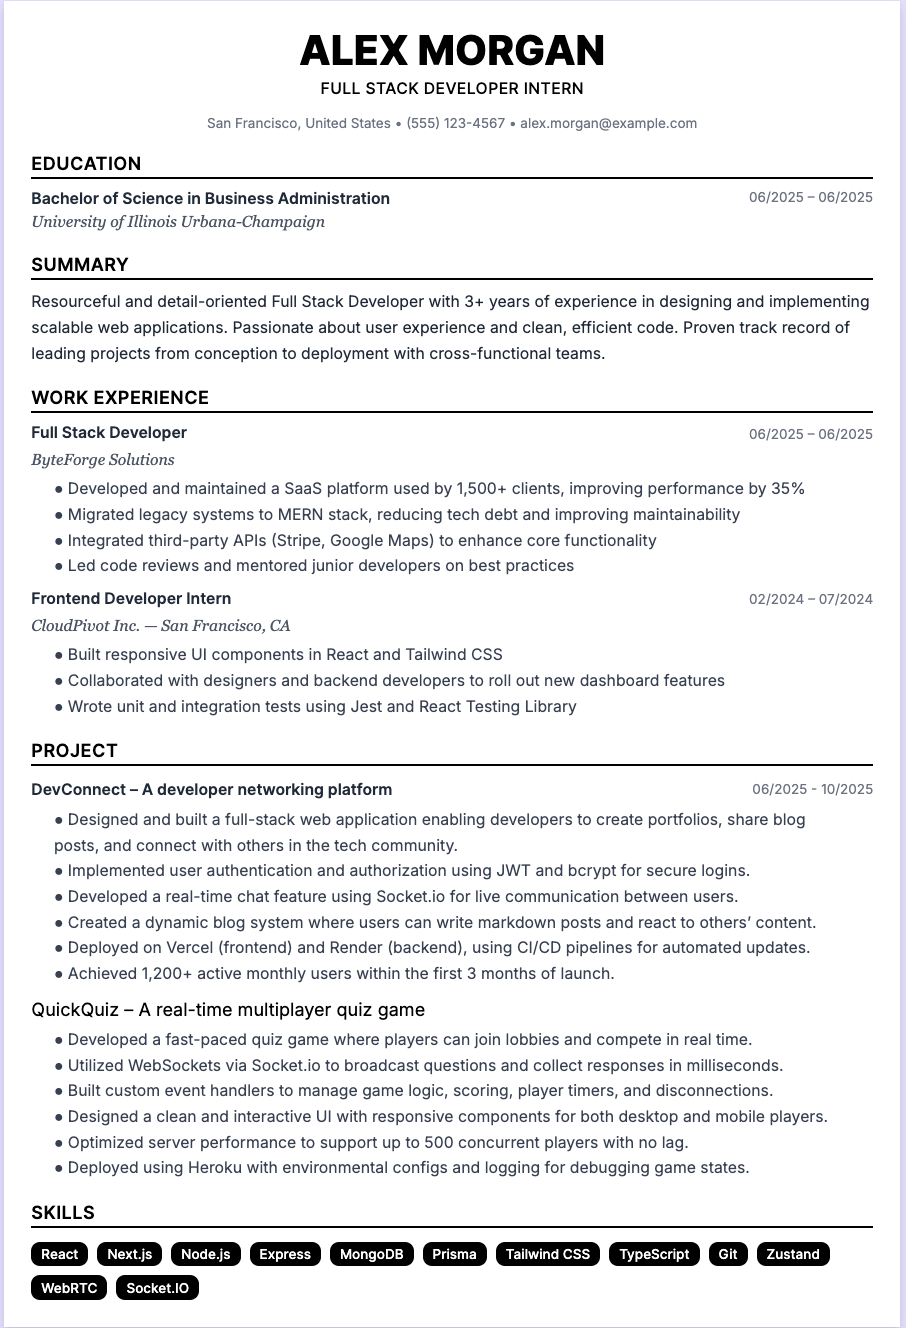 ALEX MORGAN
FULL STACK DEVELOPER INTERN
San Francisco, United States • (555) 123-4567 • alex.morgan@example.com
EDUCATION
Bachelor of Science in Business Administration 06/2025 – 06/2025
University of Illinois Urbana-Champaign
SUMMARY
Resourceful and detail-oriented Full Stack Developer with 3+ years of experience in designing and implementing
scalable web applications. Passionate about user experience and clean, efficient code. Proven track record of
leading projects from conception to deployment with cross-functional teams.
WORK EXPERIENCE
Full Stack Developer 06/2025 – 06/2025
ByteForge Solutions
● Developed and maintained a SaaS platform used by 1,500+ clients, improving performance by 35%
● Migrated legacy systems to MERN stack, reducing tech debt and improving maintainability
● Integrated third-party APIs (Stripe, Google Maps) to enhance core functionality
● Led code reviews and mentored junior developers on best practices
Frontend Developer Intern 02/2024 – 07/2024
CloudPivot Inc. — San Francisco, CA
● Built responsive UI components in React and Tailwind CSS
● Collaborated with designers and backend developers to roll out new dashboard features
● Wrote unit and integration tests using Jest and React Testing Library
PROJECT
DevConnect – A developer networking platform 06/2025 - 10/2025
● Designed and built a full-stack web application enabling developers to create portfolios, share blog
posts, and connect with others in the tech community.
● Implemented user authentication and authorization using JWT and bcrypt for secure logins.
● Developed a real-time chat feature using Socket.io for live communication between users.
● Created a dynamic blog system where users can write markdown posts and react to others’ content.
● Deployed on Vercel (frontend) and Render (backend), using CI/CD pipelines for automated updates.
● Achieved 1,200+ active monthly users within the first 3 months of launch.
QuickQuiz – A real-time multiplayer quiz game
● Developed a fast-paced quiz game where players can join lobbies and compete in real time.
● Utilized WebSockets via Socket.io to broadcast questions and collect responses in milliseconds.
● Built custom event handlers to manage game logic, scoring, player timers, and disconnections.
● Designed a clean and interactive UI with responsive components for both desktop and mobile players.
● Optimized server performance to support up to 500 concurrent players with no lag.
● Deployed using Heroku with environmental configs and logging for debugging game states.
SKILLS
React Next.js Node.js Express MongoDB Prisma Tailwind CSS TypeScript Git Zustand
WebRTC Socket.IO